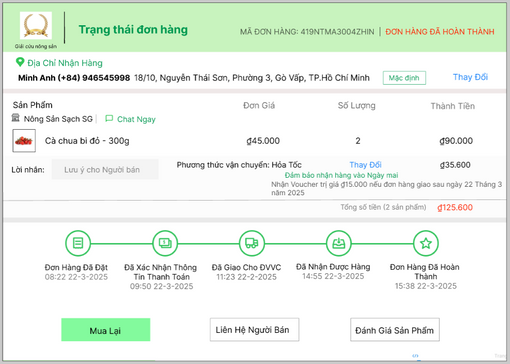 Giải cứu nông sản
Trạng thái đơn hàng
MÃ ĐƠN HÀNG: 419NTMA3004ZHIN | ĐƠN HÀNG ĐÃ HOÀN THÀNH
Địa Chỉ Nhận Hàng
Minh Anh (+84) 946545998 18/10, Nguyễn Thái Sơn, Phường 3, Gò Vấp, TP.Hồ Chí Minh Mặc định Thay Đổi
Sản Phẩm Đơn Giá Số Lượng Thành Tiền
Nông Sản Sạch SG | Chat Ngay
Cà chua bi đỏ - 300g ₫45.000 2 ₫90.000
Lời nhắn: Lưu ý cho Người bán Phương thức vận chuyển: Hỏa Tốc Thay Đổi ₫35.600
Đảm bảo nhận hàng vào Ngày mai
Nhận Voucher trị giá ₫15.000 nếu đơn hàng giao sau ngày 22 Tháng 3
năm 2025
Tổng số tiền (2 sản phẩm) ₫125.600
Đơn Hàng Đã Đặt
08:22 22-3-2025
Đã Xác Nhận Thông
Tin Thanh Toán
09:50 22-3-2025
Đã Giao Cho ĐVVC
11:23 22-2-2025
Đã Nhận Được Hàng
14:55 22-3-2025
Đơn Hàng Đã Hoàn
Thành
15:38 22-3-2025
Mua Lại Liên Hệ Người Bán Đánh Giá Sản Phẩm